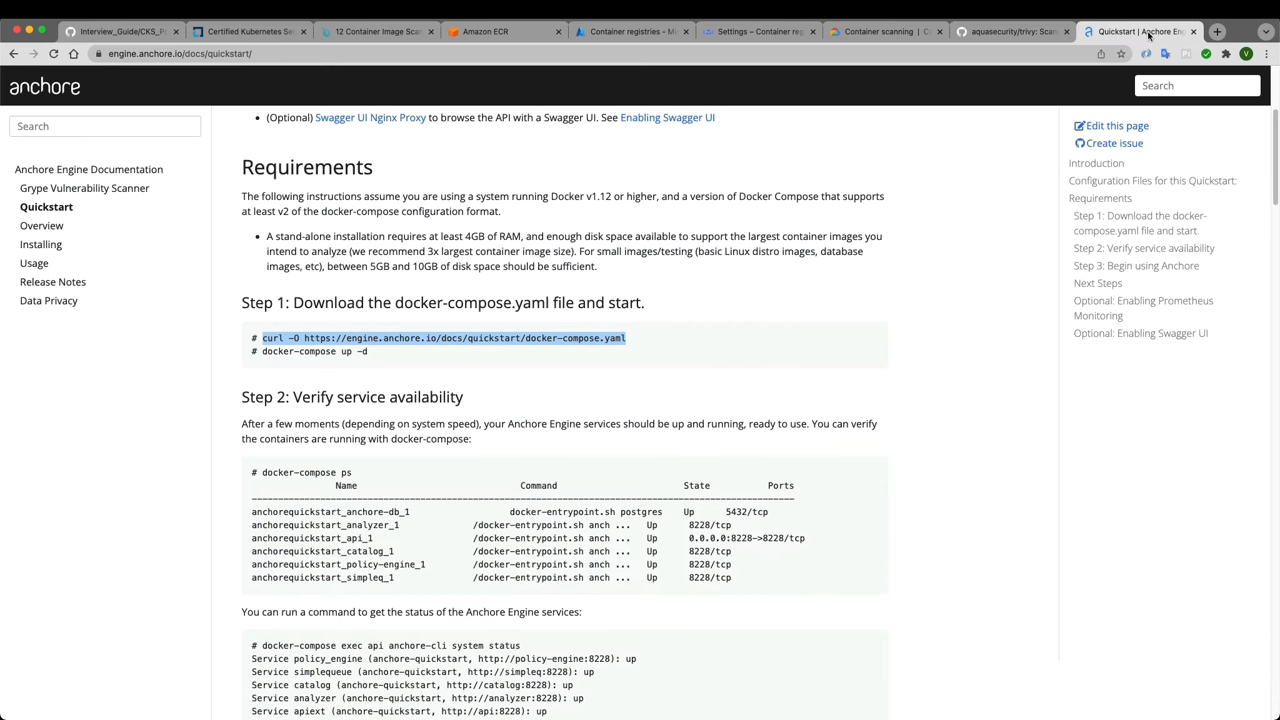 Interview_Guide/CKS_P
Certified Kubernetes Se
12 Container Image Scan
Amazon ECR
Container registries - Mi
Settings – Container reg
Container scanning | C
aquasecurity/trivy: Scan
Quickstart | Anchore Eng
engine.anchore.io/docs/quickstart/
V
anchore
Search
Search
Anchore Engine Documentation
Grype Vulnerability Scanner
Quickstart
Overview
Installing
Usage
Release Notes
Data Privacy
• (Optional) Swagger UI Nginx Proxy to browse the API with a Swagger UI. See Enabling Swagger UI
Requirements
The following instructions assume you are using a system running Docker v1.12 or higher, and a version of Docker Compose that supports
at least v2 of the docker-compose configuration format.
• A stand-alone installation requires at least 4GB of RAM, and enough disk space available to support the largest container images you
intend to analyze (we recommend 3x largest container image size). For small images/testing (basic Linux distro images, database
images, etc), between 5GB and 10GB of disk space should be sufficient.
Step 1: Download the docker-compose.yaml file and start.
# curl -O https://engine.anchore.io/docs/quickstart/docker-compose.yaml
# docker-compose up -d
Step 2: Verify service availability
After a few moments (depending on system speed), your Anchore Engine services should be up and running, ready to use. You can verify
the containers are running with docker-compose:
# docker-compose ps
Name Command State Ports
anchorequickstart_anchore-db_1 docker-entrypoint.sh postgres Up 5432/tcp
anchorequickstart_analyzer_1 /docker-entrypoint.sh anch ... Up 8228/tcp
anchorequickstart_api_1 /docker-entrypoint.sh anch ... Up 0.0.0.0:8228->8228/tcp
anchorequickstart_catalog_1 /docker-entrypoint.sh anch ... Up 8228/tcp
anchorequickstart_policy-engine_1 /docker-entrypoint.sh anch ... Up 8228/tcp
anchorequickstart_simpleq_1 /docker-entrypoint.sh anch ... Up 8228/tcp
You can run a command to get the status of the Anchore Engine services:
# docker-compose exec api anchore-cli system status
Service policy_engine (anchore-quickstart, http://policy-engine:8228): up
Service simplequeue (anchore-quickstart, http://simpleq:8228): up
Service catalog (anchore-quickstart, http://catalog:8228): up
Service analyzer (anchore-quickstart, http://analyzer:8228): up
Service apiext (anchore-quickstart, http://api:8228): up
Edit this page
Create issue
Introduction
Configuration Files for this Quickstart:
Requirements
Step 1: Download the docker-
compose.yaml file and start.
Step 2: Verify service availability
Step 3: Begin using Anchore
Next Steps
Optional: Enabling Prometheus
Monitoring
Optional: Enabling Swagger UI